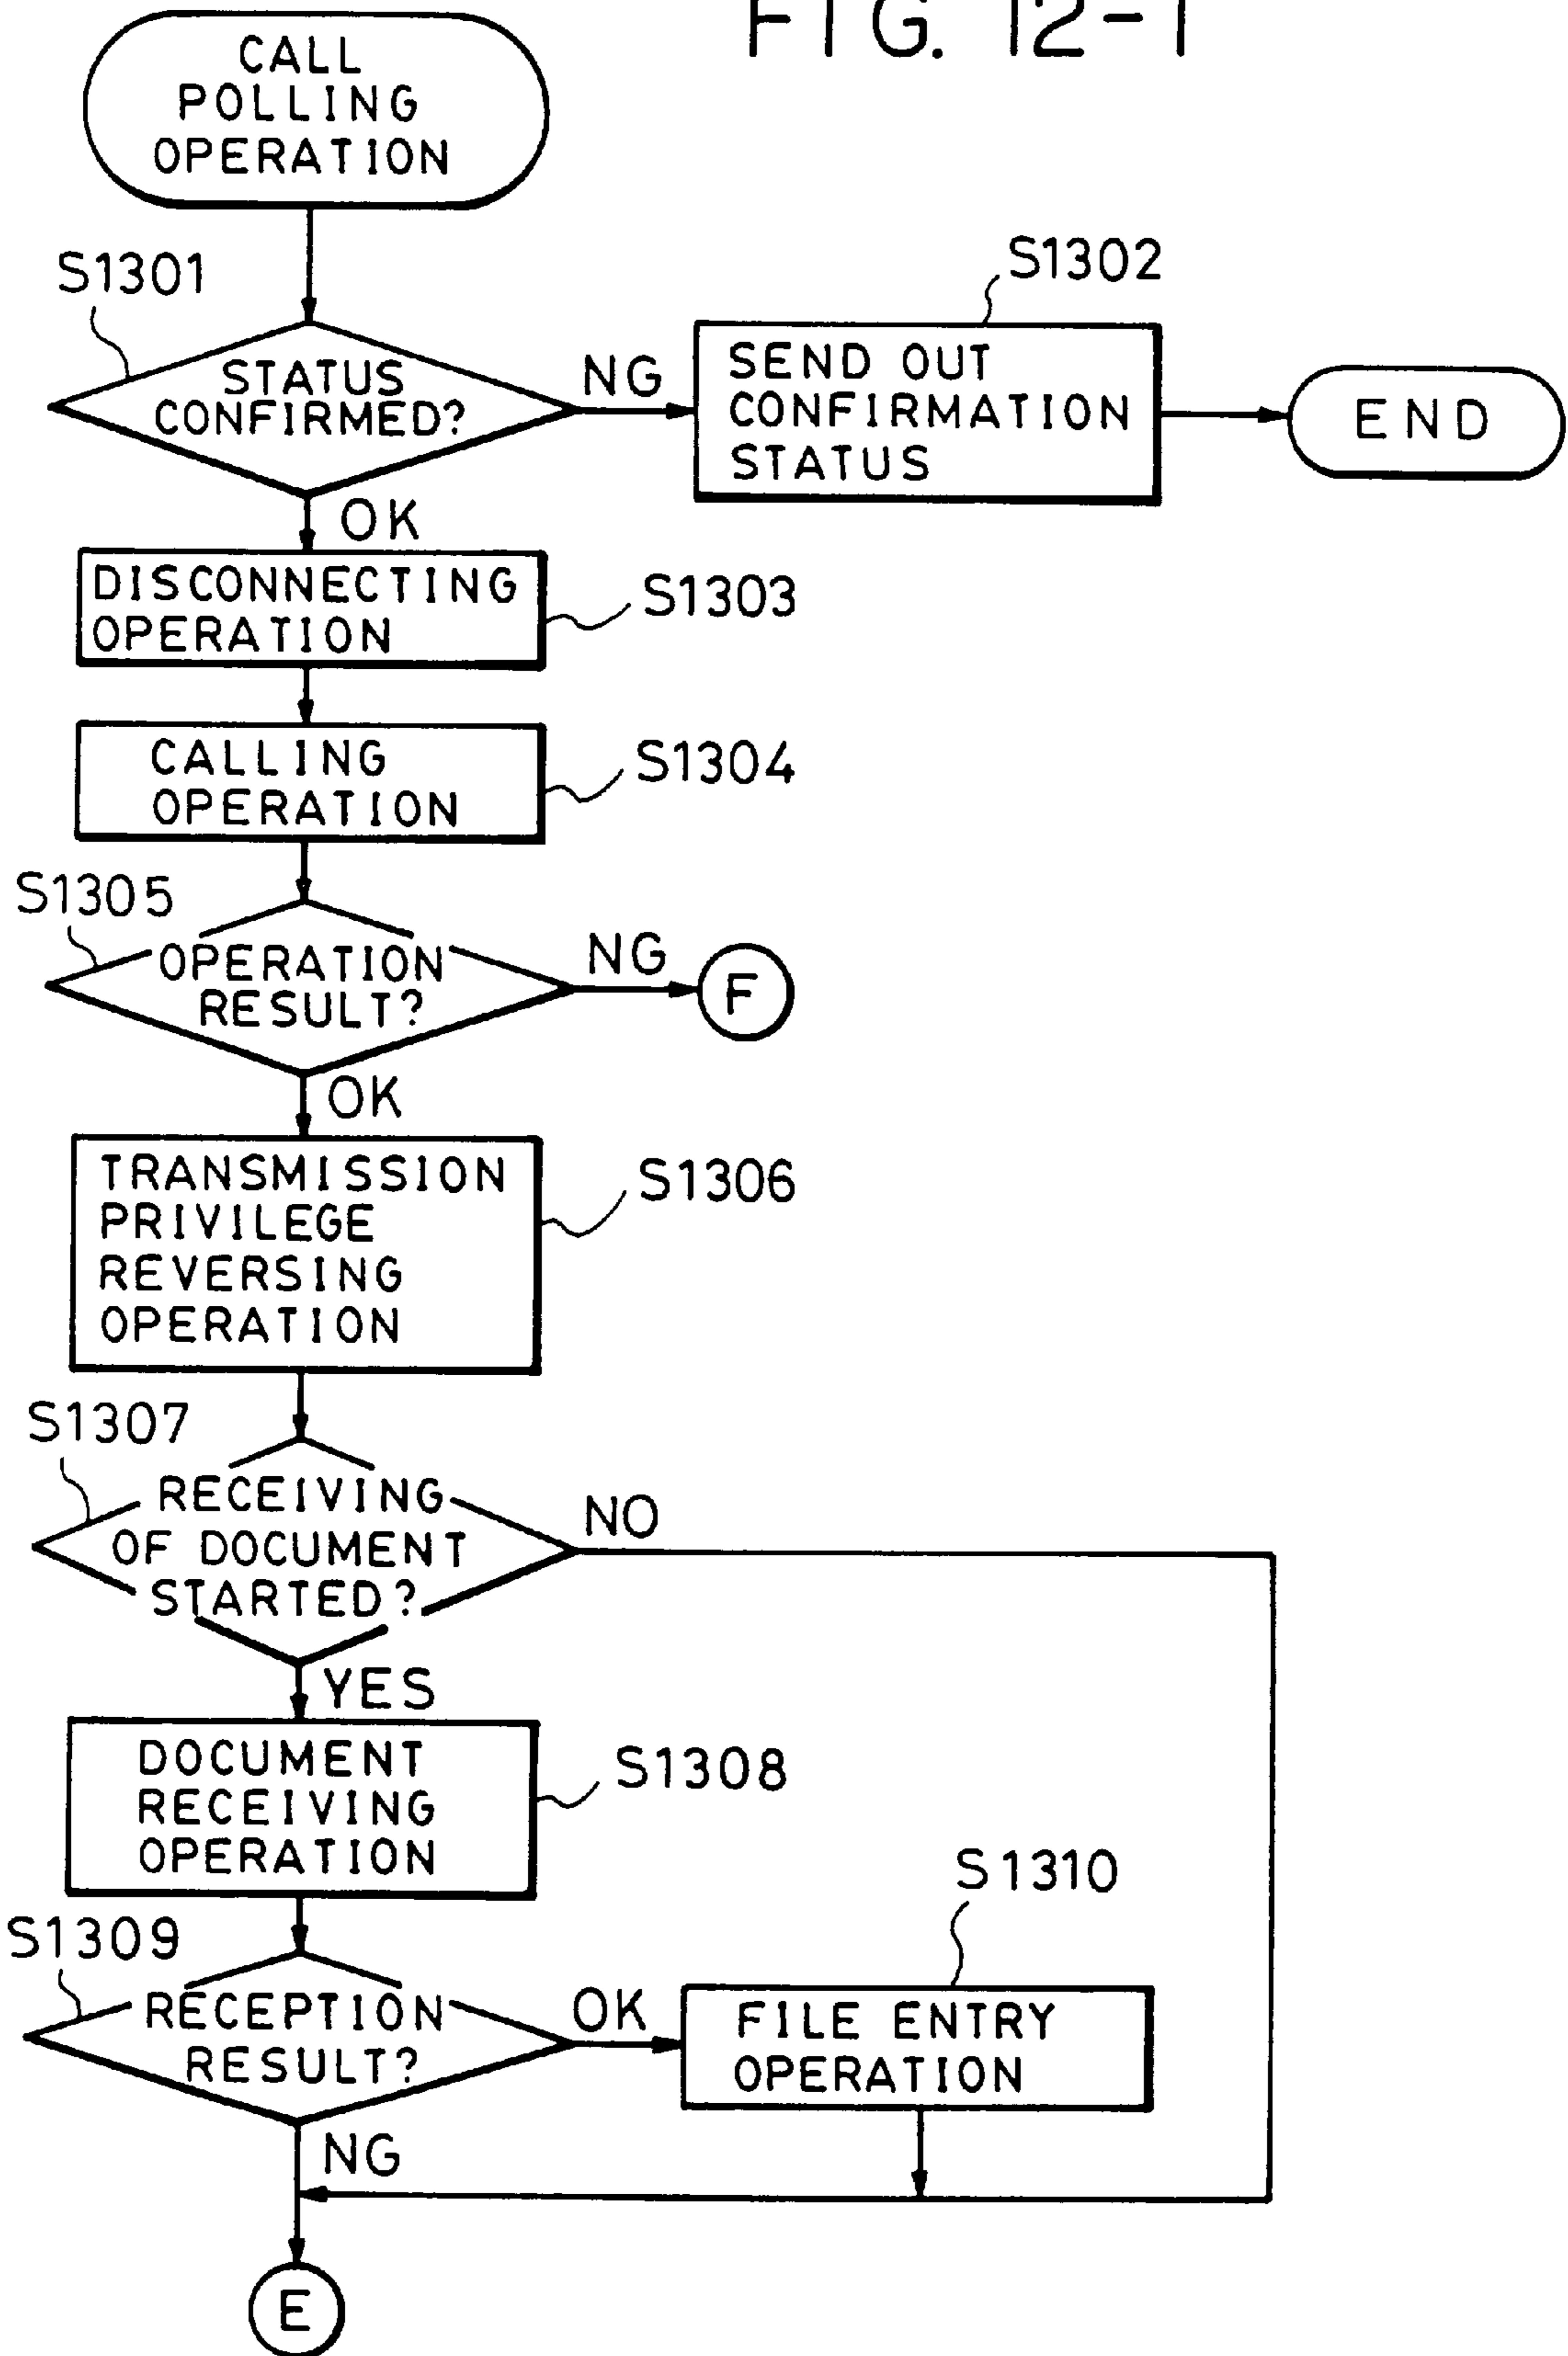 FIG. 12-1
CALL
POLLING
OPERATION
S1301
STATUS
CONFIRMED?
NG
S1302
SEND OUT
CONFIRMATION
STATUS
END
OK
DISCONNECTING
OPERATION
S1303
CALLING
OPERATION
S1304
S1305
OPERATION
RESULT?
NG
F
OK
TRANSMISSION
PRIVILEGE
REVERSING
OPERATION
S1306
S1307
RECEIVING
OF DOCUMENT
STARTED?
NO
YES
DOCUMENT
RECEIVING
OPERATION
S1308
S1309
RECEPTION
RESULT?
OK
S1310
FILE ENTRY
OPERATION
NG
E